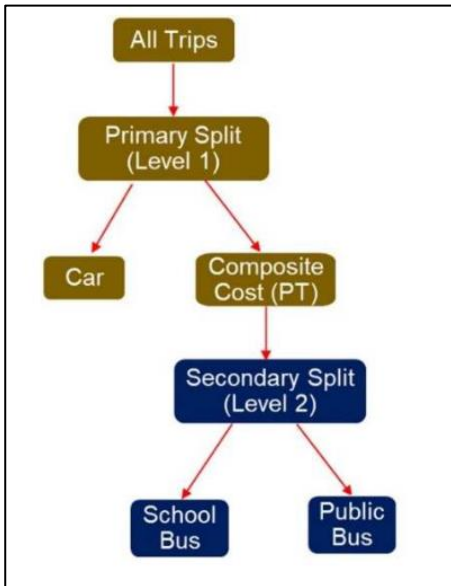 All Trips
Primary Split
(Level 1)
Car
Composite
Cost (PT)
Secondary Split
(Level 2)
School
Bus
Public
Bus